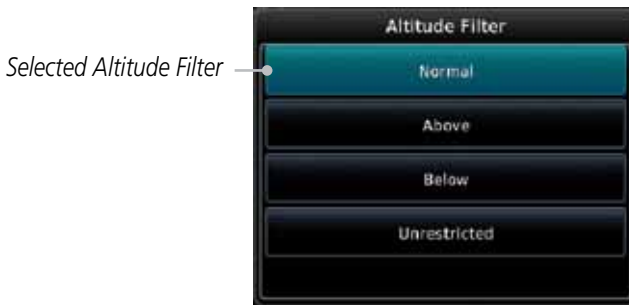 Altitude Filter
Selected Altitude Filter
Normal
Above
Below
Unrestricted